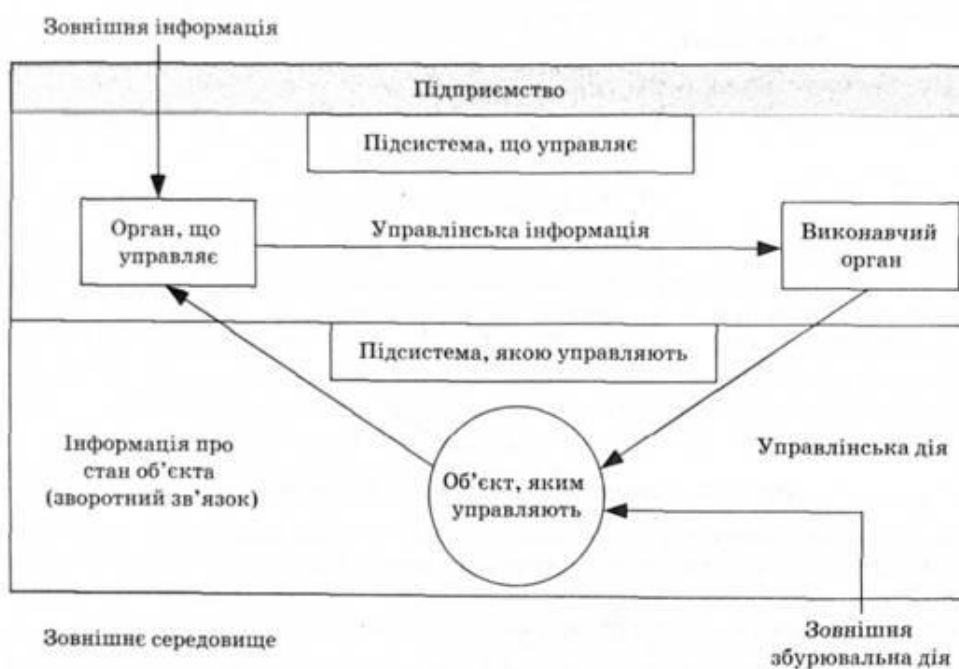 Зовнішня інформація
Підприємство
Підсистема, що управляє
Орган, що
управляє
Управлінська інформація
Виконавчий
орган
Підсистема, якою управляють
Інформація про
стан об’єкта
(зворотний зв’язок)
Управлінська дія
Об’єкт, яким
управляють
Зовнішнє середовище
Зовнішня
збурювальна дія